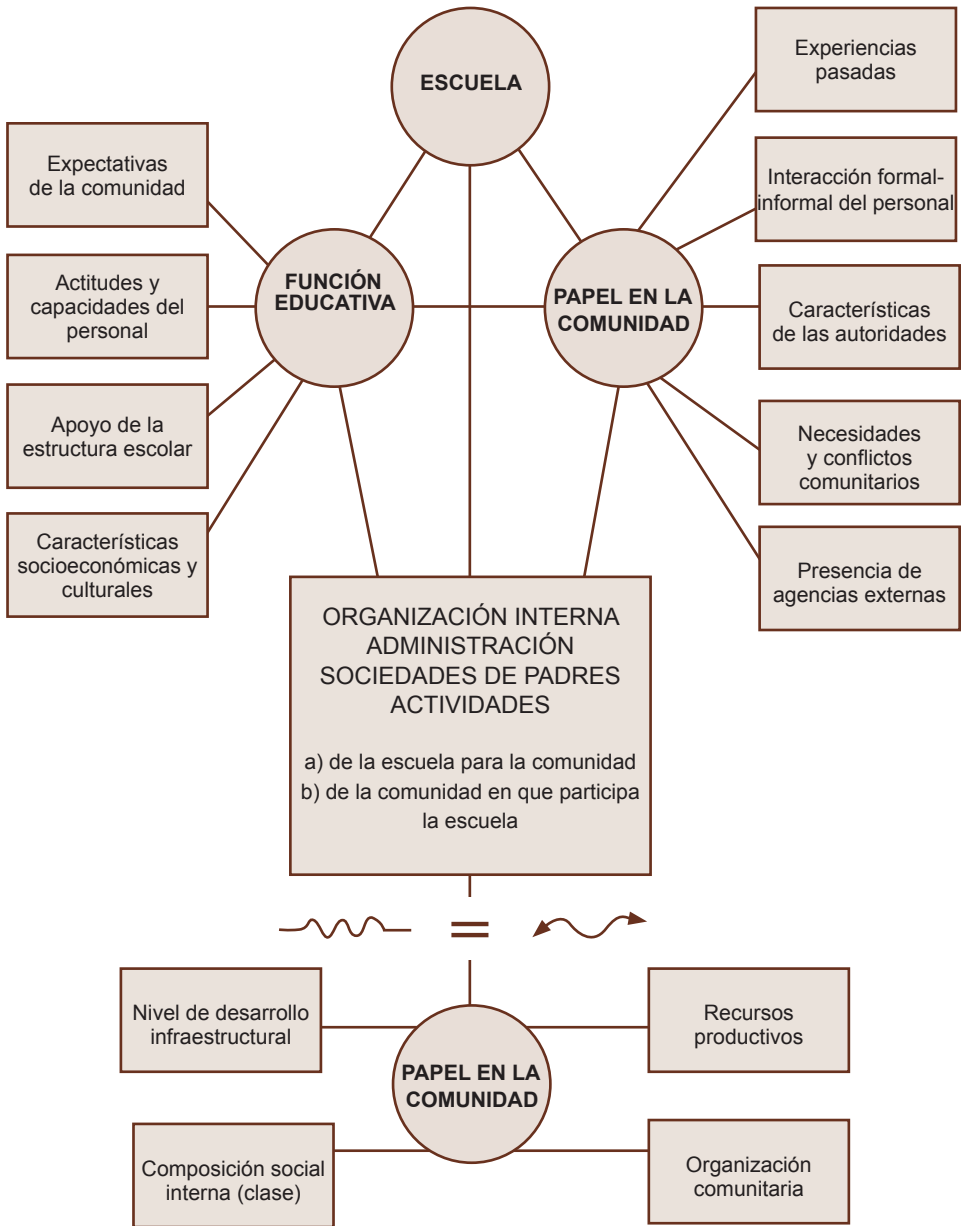 ESCUELA
Experiencias
pasadas
Expectativas
de la comunidad
Interacción formal-
informal del personal
FUNCIÓN
EDUCATIVA
PAPEL EN LA
COMUNIDAD
Actitudes y
capacidades del
personal
Características
de las autoridades
Apoyo de la
estructura escolar
Necesidades
y conflictos
comunitarios
Características
socioeconómicas y
culturales
Presencia de
agencias externas
ORGANIZACIÓN INTERNA
ADMINISTRACIÓN
SOCIEDADES DE PADRES
ACTIVIDADES
a) de la escuela para la comunidad
b) de la comunidad en que participa
la escuela
=
Nivel de desarrollo
infraestructural
Recursos
productivos
PAPEL EN LA
COMUNIDAD
Composición social
interna (clase)
Organización
comunitaria